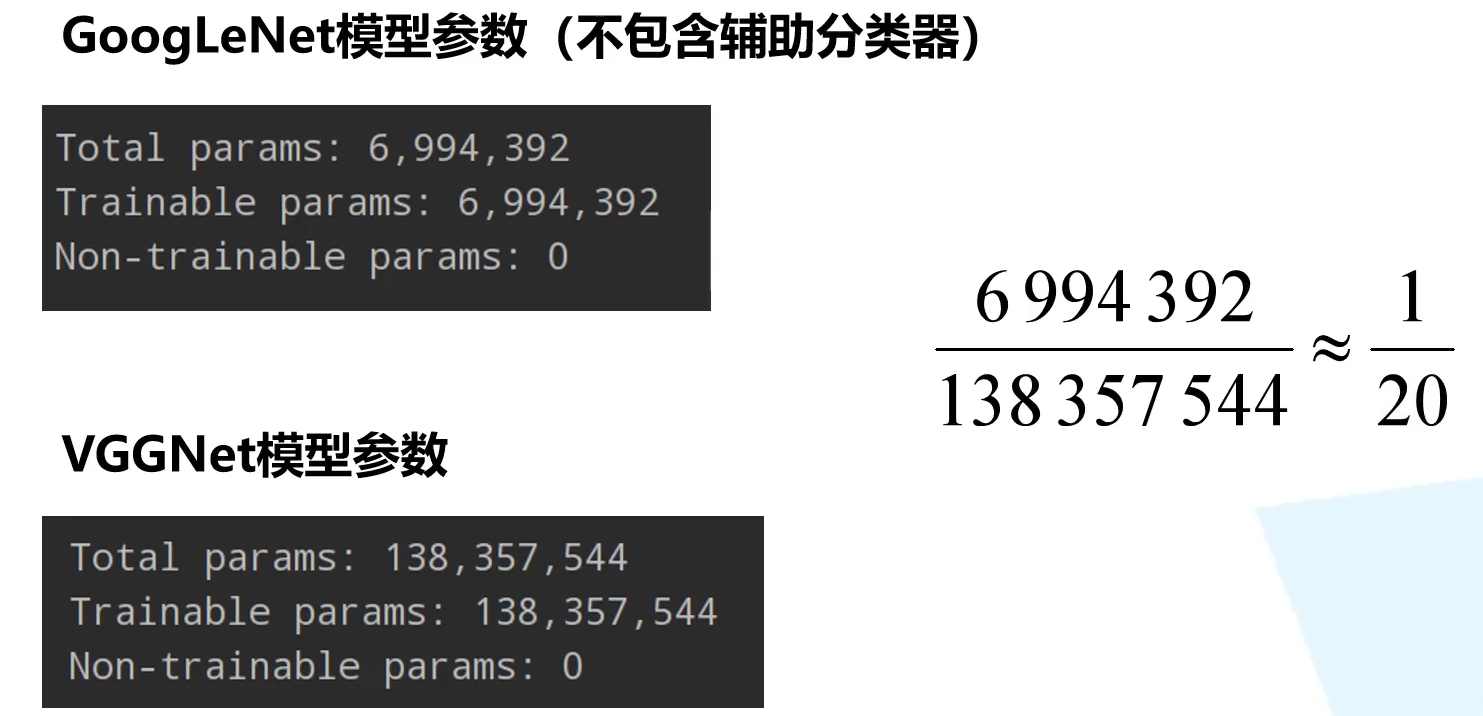 GoogLeNet模型参数（不包含辅助分类器）
Total params: 6,994,392
Trainable params: 6,994,392
Non-trainable params: 0
6 994 392
138 357 544
≈
1
20
VGGNet模型参数
Total params: 138,357,544
Trainable params: 138,357,544
Non-trainable params: 0